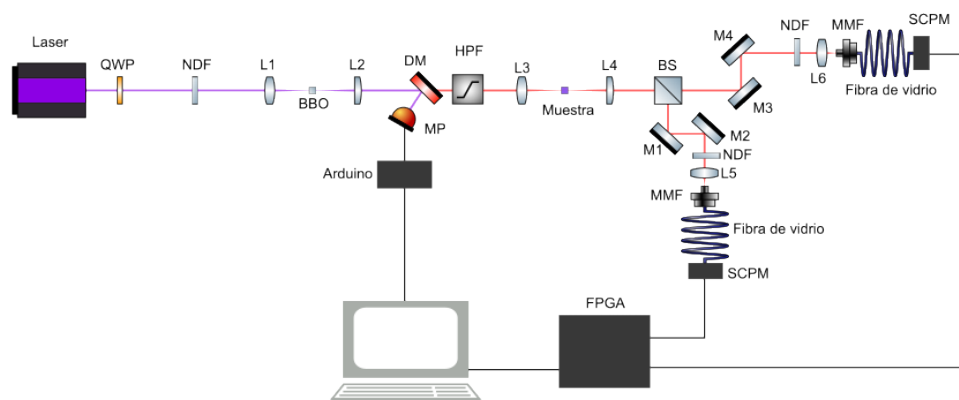 Laser
QWP
NDF
L1
BBO
L2
DM
MP
HPF
L3
Muestra
L4
BS
M4
M3
NDF
L6
MMF
SCPM
Fibra de vidrio
M1
M2
NDF
L5
MMF
Fibra de vidrio
SCPM
Arduino
FPGA